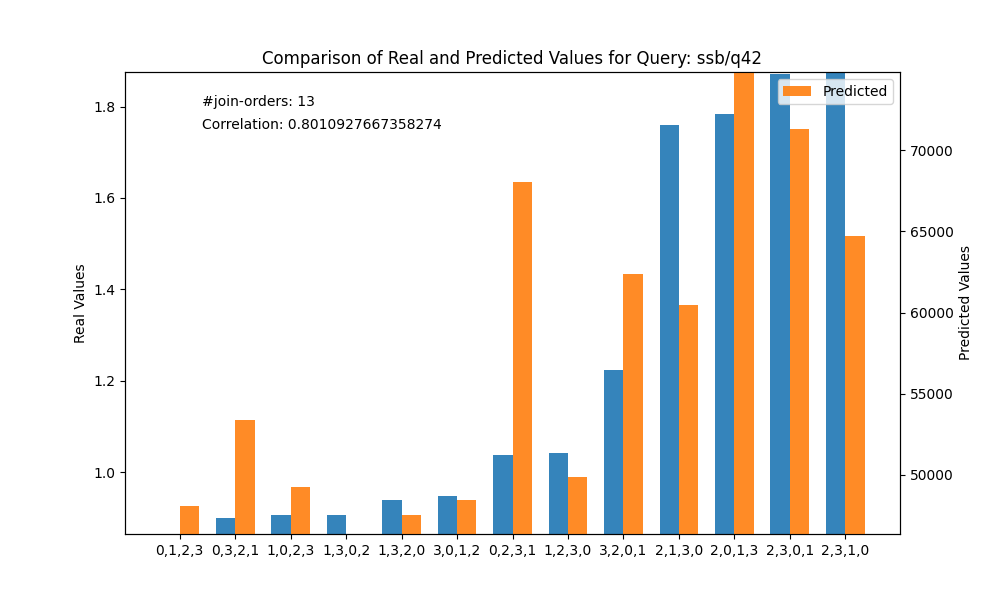 Comparison of Real and Predicted Values for Query: ssb/q42
#join-orders: 13
Correlation: 0.8010927667358274
Predicted
1.8
1.6
1.4
1.2
1.0
Real Values
70000
65000
60000
55000
50000
Predicted Values
0,1,2,3 0,3,2,1 1,0,2,3 1,3,0,2 1,3,2,0 3,0,1,2 0,2,3,1 1,2,3,0 3,2,0,1 2,1,3,0 2,0,1,3 2,3,0,1 2,3,1,0